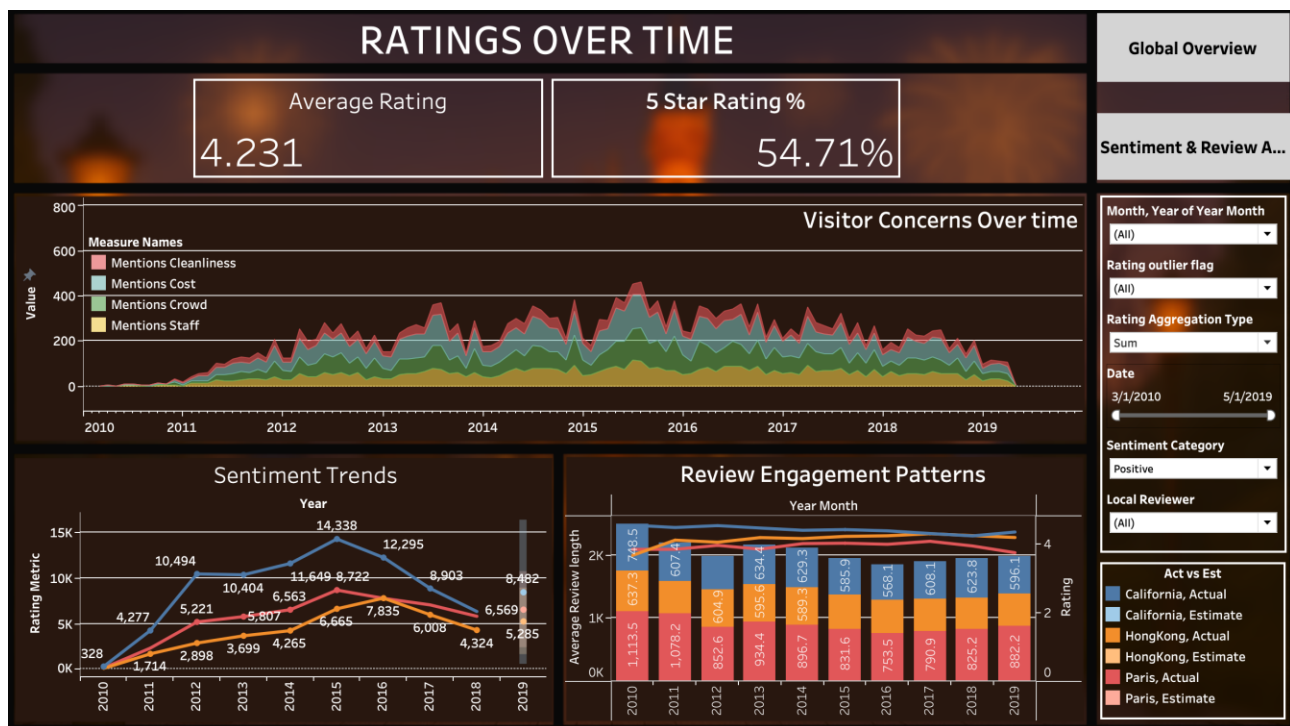 RATINGS OVER TIME
Average Rating
4.231
5 Star Rating %
54.71%
Global Overview
Sentiment & Review A...
Visitor Concerns Over time
Value
800
600
400
200
0
Measure Names
Mentions Cleanliness
Mentions Cost
Mentions Crowd
Mentions Staff
2010 2011 2012 2013 2014 2015 2016 2017 2018 2019
Month, Year of Year Month
(All)
Rating outlier flag
(All)
Rating Aggregation Type
Sum
Date
3/1/2010 5/1/2019
Sentiment Category
Positive
Local Reviewer
(All)
Sentiment Trends
Year
Rating Metric
15K
10K
5K
0K
14,338
12,295
10,494
10,404
11,649
8,722
8,903
8,482
4,277
5,221
5,807
6,563
7,835
6,569
6,665
6,008
5,285
328
1,714
2,898
3,699
4,265
4,324
2010 2011 2012 2013 2014 2015 2016 2017 2018 2019
Review Engagement Patterns
Year Month
Average Review length
2K
1K
0K
Rating
4
2
0
748.5
607.4
634.4
629.3
585.9
568.1
608.1
623.8
596.1
637.3
604.9
595.6
589.3
1,113.5
1,078.2
852.6
934.4
896.7
831.6
753.5
790.9
825.2
882.2
2010 2011 2012 2013 2014 2015 2016 2017 2018 2019
Act vs Est
California, Actual
California, Estimate
HongKong, Actual
HongKong, Estimate
Paris, Actual
Paris, Estimate